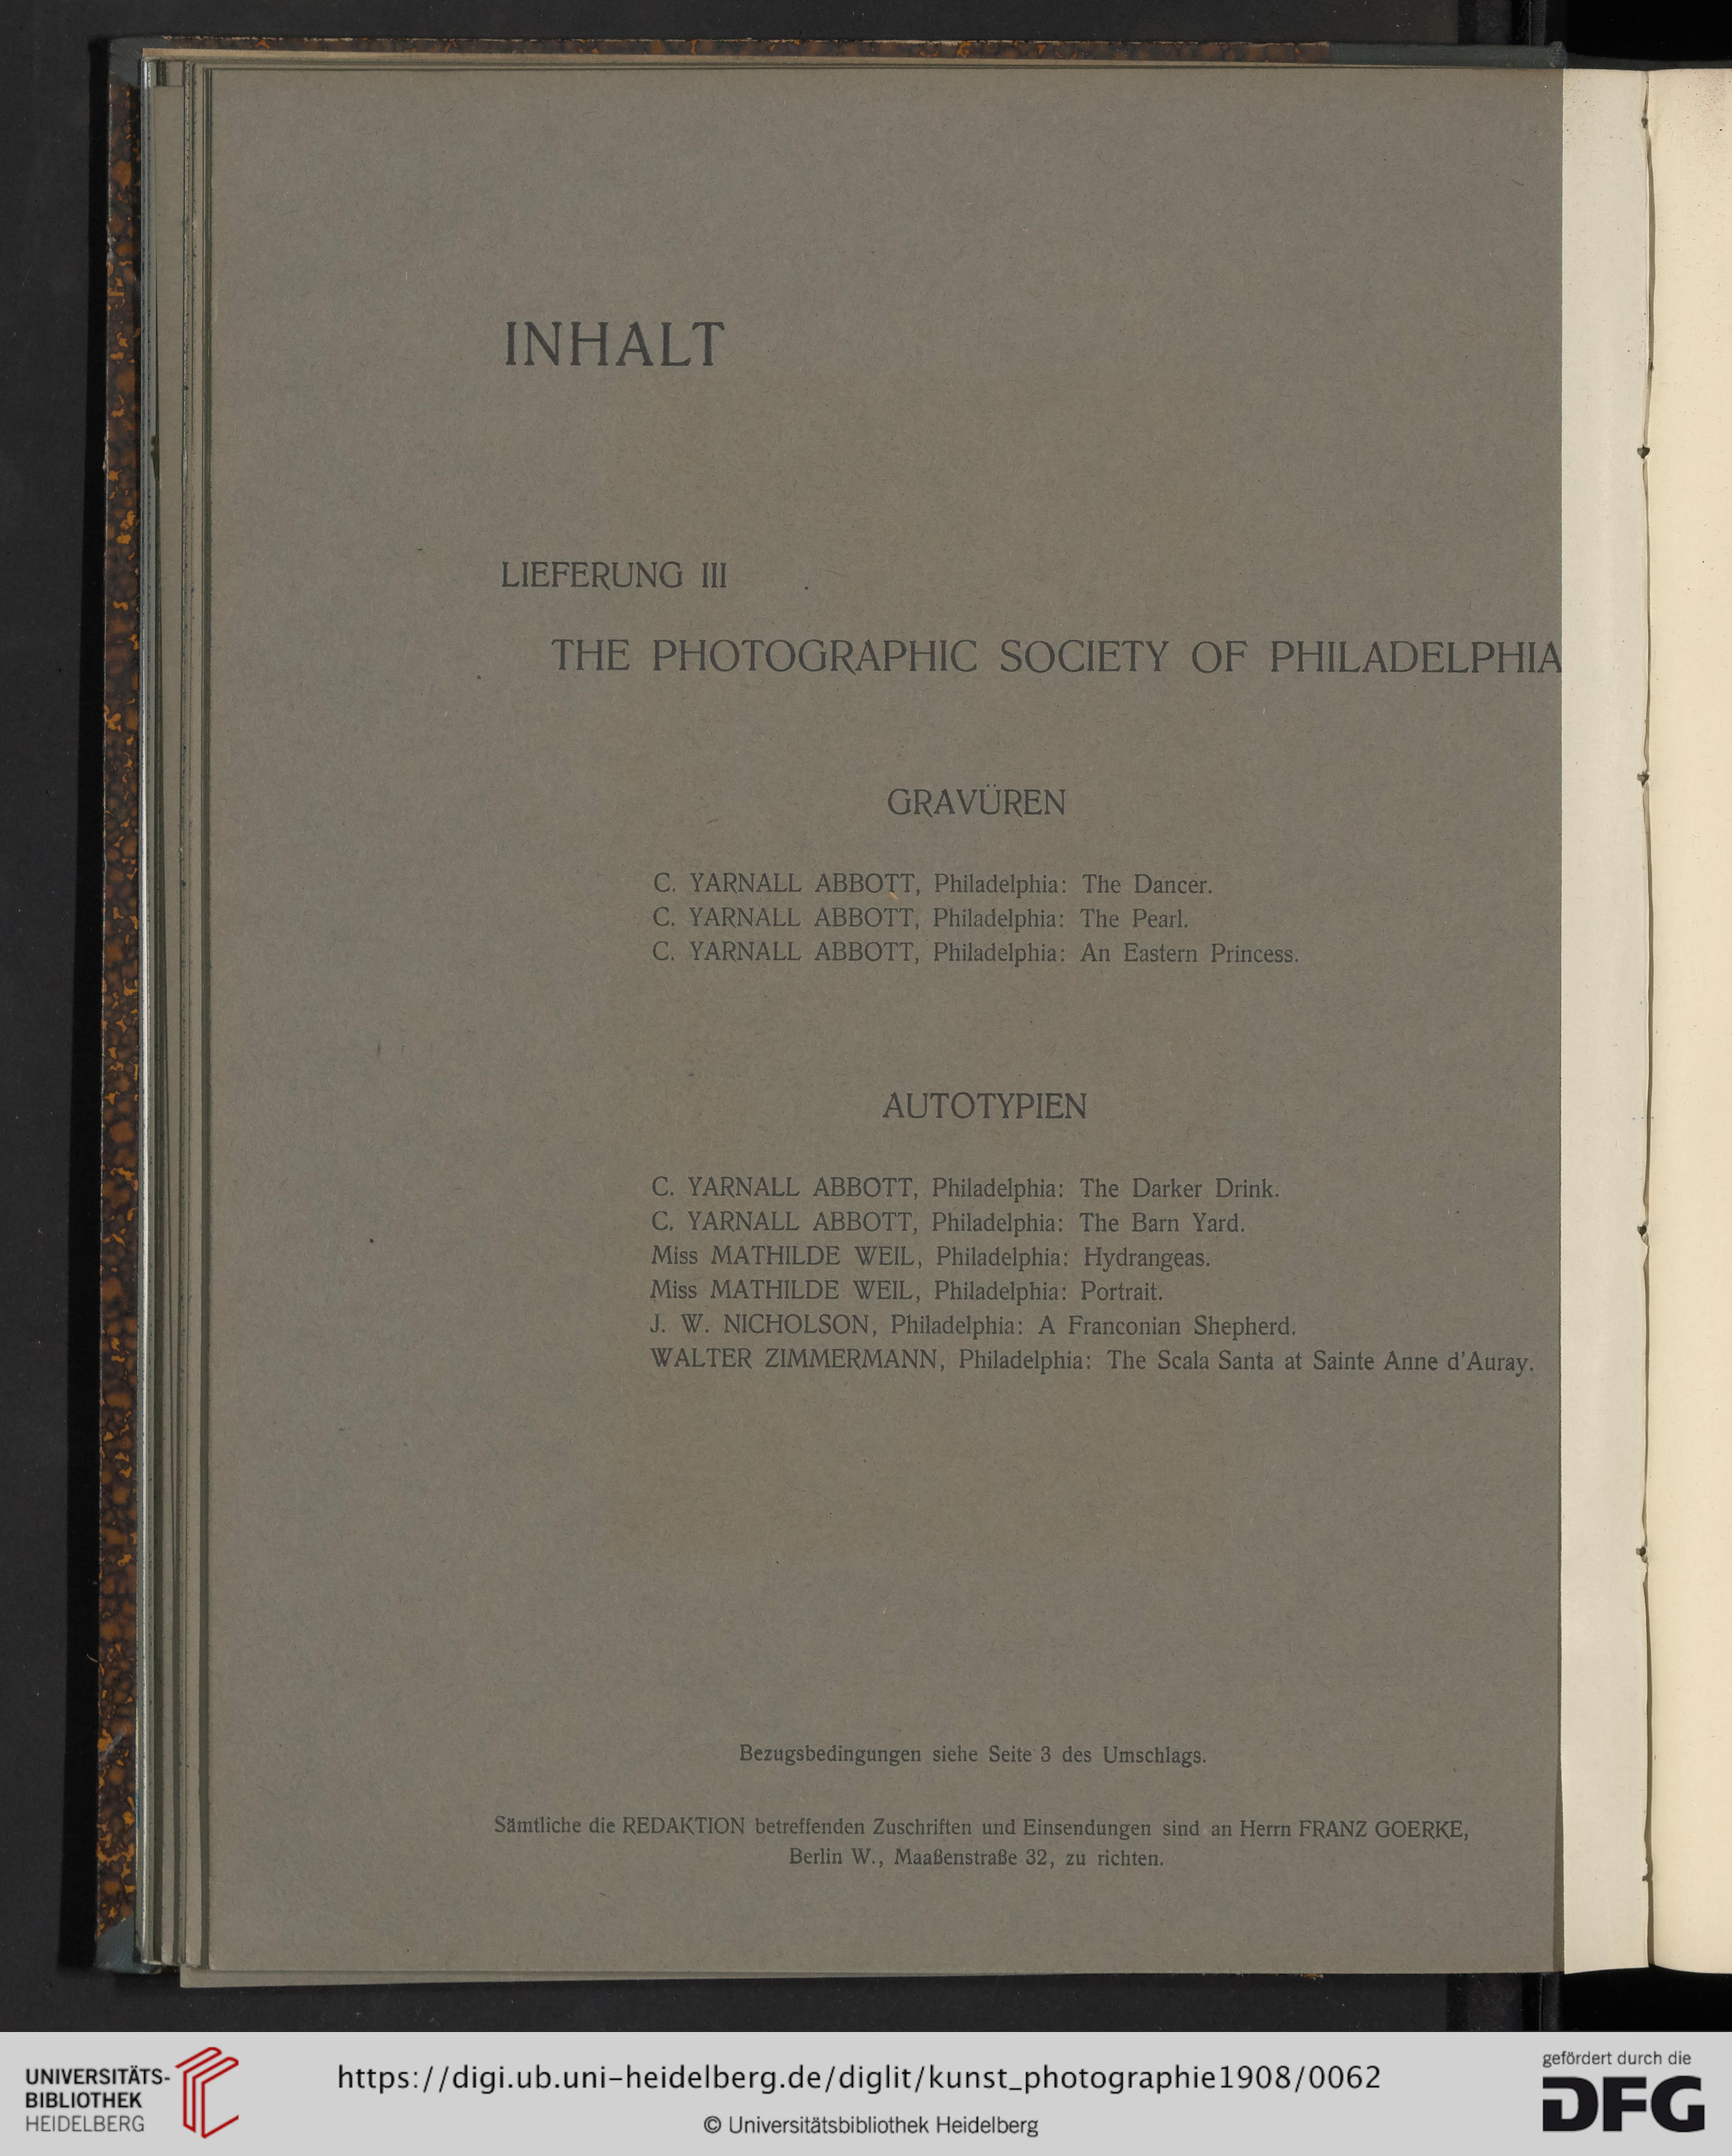 INHALT
LIEFERUNG III
THE PHOTOGRAPHIC SOCIETY OF PHILADELPHIA
GRAVÜREN
C. YARNALL ABBOTT, Philadelphia: The Dancer.
C. YARNALL ABBOTT, Philadelphia: The Pearl.
C. YARNALL ABBOTT, Philadelphia: An Eastern Princess.
AUTOTYPIEN
C. YARNALL ABBOTT, Philadelphia: The Darker Drink.
C. YARNALL ABBOTT, Philadelphia: The Barn Yard.
Miss MATHILDE WEIL, Philadelphia: Hydrangeas.
Miss MATHILDE WEIL, Philadelphia: Portrait.
J. W. NICHOLSON, Philadelphia: A Franconian Shepherd.
WALTER ZIMMERMANN, Philadelphia: The Scala Santa at Sainte Anne d'Auray.
Bezugsbedingungen siehe Seite 3 des Umschlags.
Sämtliche die REDAKTION betreffenden Zuschriften und Einsendungen sind an Herrn FRANZ GOERKE,
Berlin W., Maaßenstraße 32, zu richten.
UNIVERSITÄTS-
BIBLIOTHEK
HEIDELBERG
https://digi.ub.uni-heidelberg.de/diglit/kunst_photographie1908/0062
© Universitätsbibliothek Heidelberg
gefördert durch die
DFG